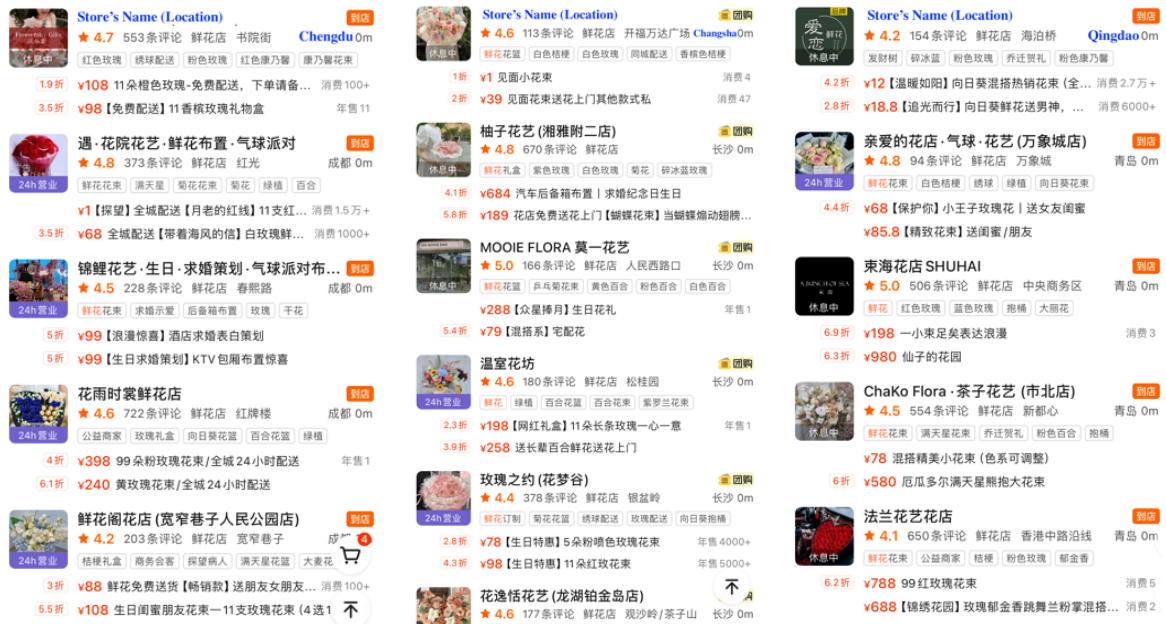 Store's Name (Location)
到店
4.7 553条评论 鲜花店 书院街 Chengdu 0m
休息中
红色玫瑰 绣球配送 粉色玫瑰 红色康乃馨 康乃馨花束
1.9折 ¥108 11朵橙色玫瑰-免费配送，下单请备... 消费100+
3.5折 ¥98【免费配送】11香槟玫瑰礼物盒 年售11
遇·花院花艺·鲜花布置·气球派对 到店
4.8 373条评论 鲜花店 红光 成都 0m
24h营业
鲜花花束 满天星 菊花花束 菊花 绿植 百合
¥1【探望】全城配送【月老的红线】11支红... 消费1.5万+
3.5折 ¥68 全城配送【带着海风的信】白玫瑰鲜... 消费1000+
锦鲤花艺·生日·求婚策划·气球派对布... 到店
4.5 228条评论 鲜花店 春熙路 成都 0m
24h营业
鲜花花束 求婚示爱 后备箱布置 玫瑰 干花
5折 ¥99【浪漫惊喜】酒店求婚表白策划
5折 ¥99【生日求婚策划】KTV包厢布置惊喜
花雨时裳鲜花店 到店
4.6 722条评论 鲜花店 红牌楼 成都 0m
24h营业
公益商家 玫瑰礼盒 向日葵花篮 百合花篮 绿植
4折 ¥398 99朵粉玫瑰花束/全城24小时配送 年售1
6.1折 ¥240 黄玫瑰花束/全城24小时配送
鲜花阁花店(宽窄巷子人民公园店) 到店
4.2 203条评论 鲜花店 宽窄巷子
4
24h营业
桔梗礼盒 商务会客 探望病人 满天星花篮 大麦花
3折 ¥88 鲜花免费送货【畅销款】送朋友女朋友... 消费100+
5.5折 ¥108 生日闺蜜朋友花束一11支玫瑰花束 (4选1
Store's Name (Location)
团购
4.6 113条评论 鲜花店 开福万达广场 Changsha 0m
休息中
鲜花花篮 白色桔梗 白色玫瑰 同城配送 香槟色桔梗
1折 ¥1 见面小花束 消费4
2折 ¥39 见面花束送花上门其他款式私 消费47
柚子花艺(湘雅附二店) 团购
4.8 670条评论 鲜花店 长沙 0m
休息中
鲜花礼盒 紫色玫瑰 白色玫瑰 菊花 碎冰蓝玫瑰
4.1折 ¥684 汽车后备箱布置丨求婚纪念日生日
5.8折 ¥189 花店免费送花上门【蝴蝶花束】当蝴蝶煽动翅膀...
MOOIE FLORA 莫一花艺 团购
5.0 166条评论 鲜花店 人民西路口 长沙 0m
休息中
鲜花花篮 乒乓菊花束 黄色百合 粉色百合 白色百合
¥288【众星捧月】生日花礼 年售1
5.4折 ¥79【混搭系】宅配花
温室花坊 团购
4.6 180条评论 鲜花店 松桂园 长沙 0m
24h营业
鲜花 绿植 百合花篮 百合花束 紫罗兰花束
2.3折 ¥198【网红礼盒】11朵长条玫瑰一心一意 年售1
3.9折 ¥258 送长辈百合鲜花送花上门
玫瑰之约(花梦谷) 团购
4.4 378条评论 鲜花店 银盆岭 长沙 0m
24h营业
鲜花订制 菊花花篮 绣球配送 玫瑰配送 向日葵抱桶
2.8折 ¥78【生日特惠】5朵粉喷色玫瑰花束 年售4000+
4.3折 ¥98【生日特惠】11朵红玫瑰 年售5000+
花逸恬花艺(龙湖铂金岛店)
4.6 177条评论 鲜花店 观沙岭/茶子山 长沙 0m
Store's Name (Location)
到店
品牌
爱恋 鲜花
4.2 154条评论 鲜花店 海泊桥 Qingdao 0m
休息中
发财树 碎冰蓝 粉色玫瑰 乔迁贺礼 粉色康乃馨
4.2折 ¥12【温暖如阳】向日葵混搭热销花束 (全... 消费2.7万+
2.8折 ¥18.8【追光而行】向日葵鲜花送男神，... 消费6000+
亲爱的花店·气球·花艺(万象城店) 到店
4.8 94条评论 鲜花店 万象城 青岛 0m
24h营业
鲜花花束 白色桔梗 绣球 绿植 向日葵花束
4.4折 ¥68【保护你】小王子玫瑰花丨送女友闺蜜
¥85.8【精致花束】送闺蜜/朋友
束海花店SHUHAI 到店
5.0 506条评论 鲜花店 中央商务区 青岛 0m
A BUNCH OF SEA
休息中
鲜花 红色玫瑰 蓝色玫瑰 抱桶 大丽花
6.9折 ¥198 一小束足矣表达浪漫 消费3
6.3折 ¥980 仙子的花园
ChaKo Flora·茶子花艺(市北店) 到店
4.5 554条评论 鲜花店 新都心 青岛 0m
休息中
鲜花花束 满天星花束 乔迁贺礼 粉色百合 抱桶
¥78 混搭精美小花束 (色系可调整)
6折 ¥580 厄瓜多尔满天星熊抱大花束
法兰花艺花店 到店
4.1 650条评论 鲜花店 香港中路沿线 青岛 0m
休息中
鲜花花束 公益商家 桔梗 粉色玫瑰 郁金香
6.2折 ¥788 99红玫瑰花束 消费5
¥688【锦绣花园】玫瑰郁金香跳舞兰粉掌混搭... 消费2